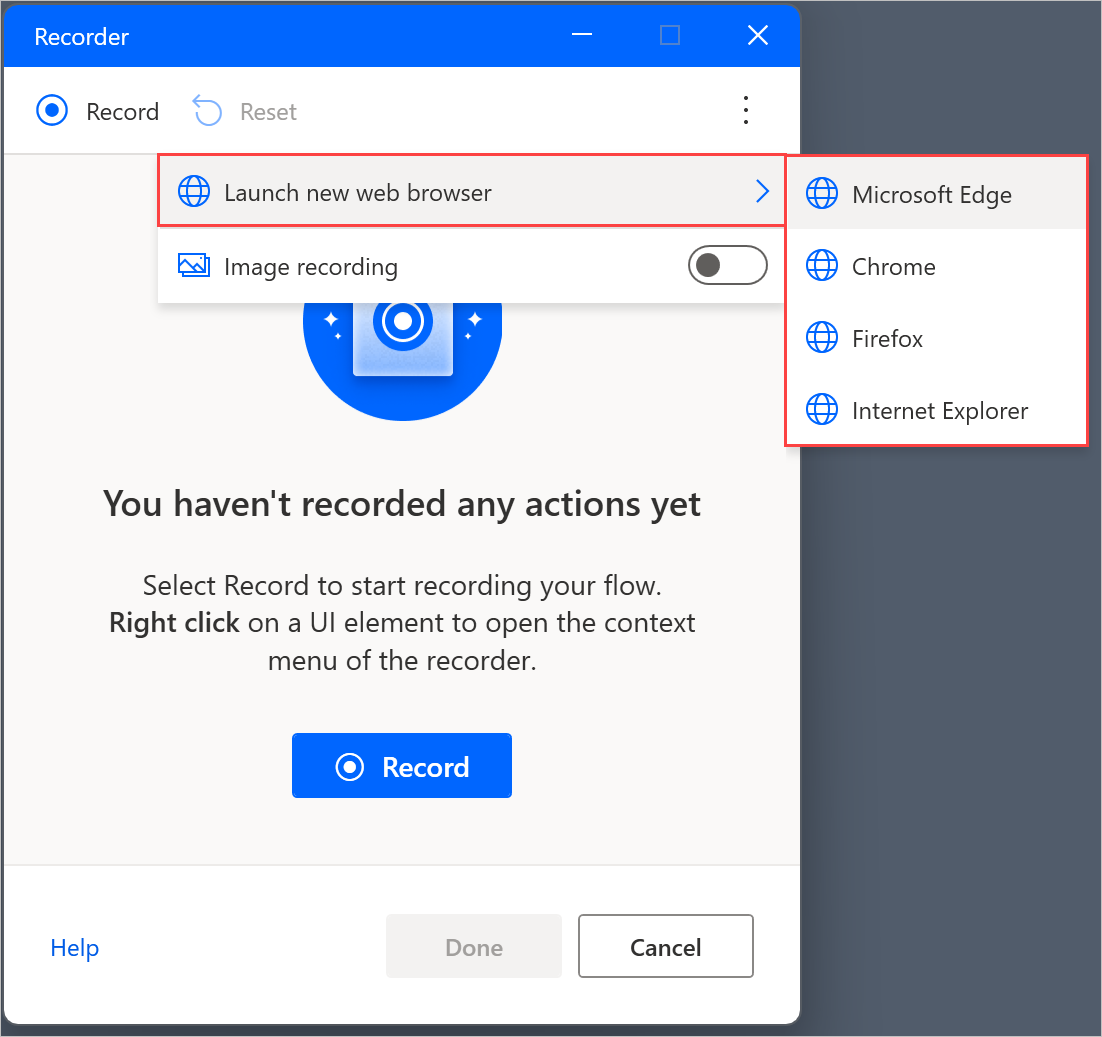 Recorder
Record
Reset
Launch new web browser
Image recording
Microsoft Edge
Chrome
Firefox
Internet Explorer
You haven't recorded any actions yet
Select Record to start recording your flow.
Right click on a UI element to open the context
menu of the recorder.
Record
Help
Done
Cancel